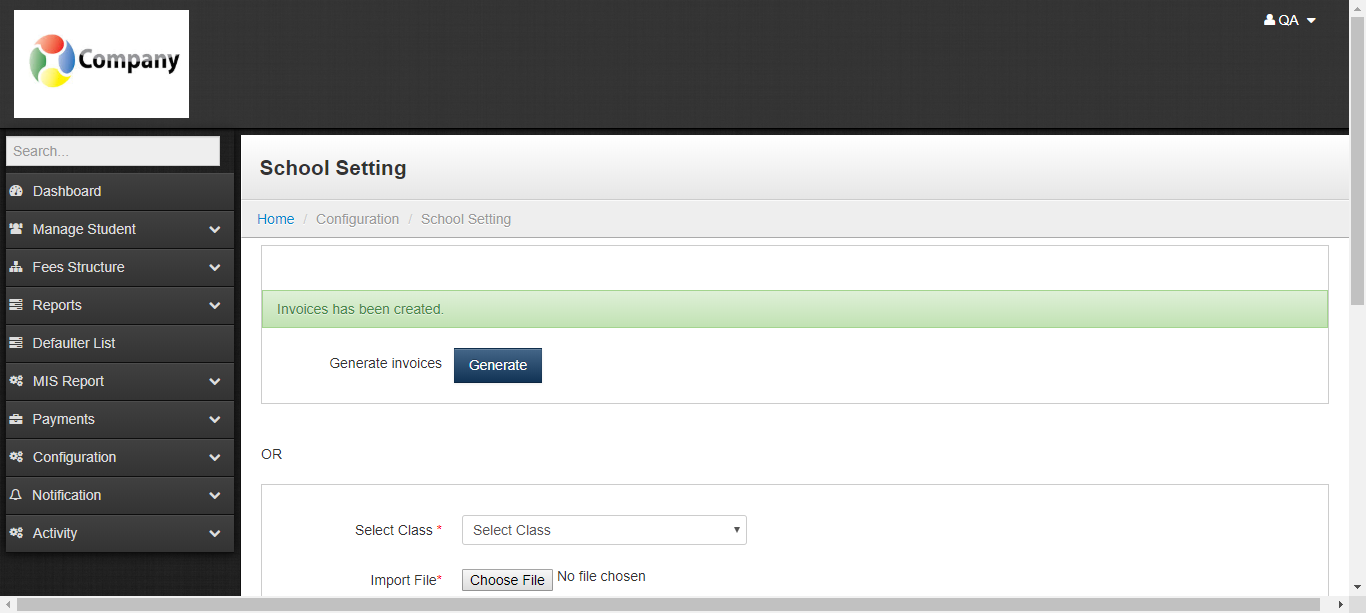 Company
QA
Search...
School Setting
Dashboard
Home / Configuration / School Setting
Manage Student
Fees Structure
Reports
Invoices has been created.
Defaulter List
Generate invoices Generate
MIS Report
Payments
Configuration
OR
Notification
Activity
Select Class * Select Class
Import File* Choose File No file chosen